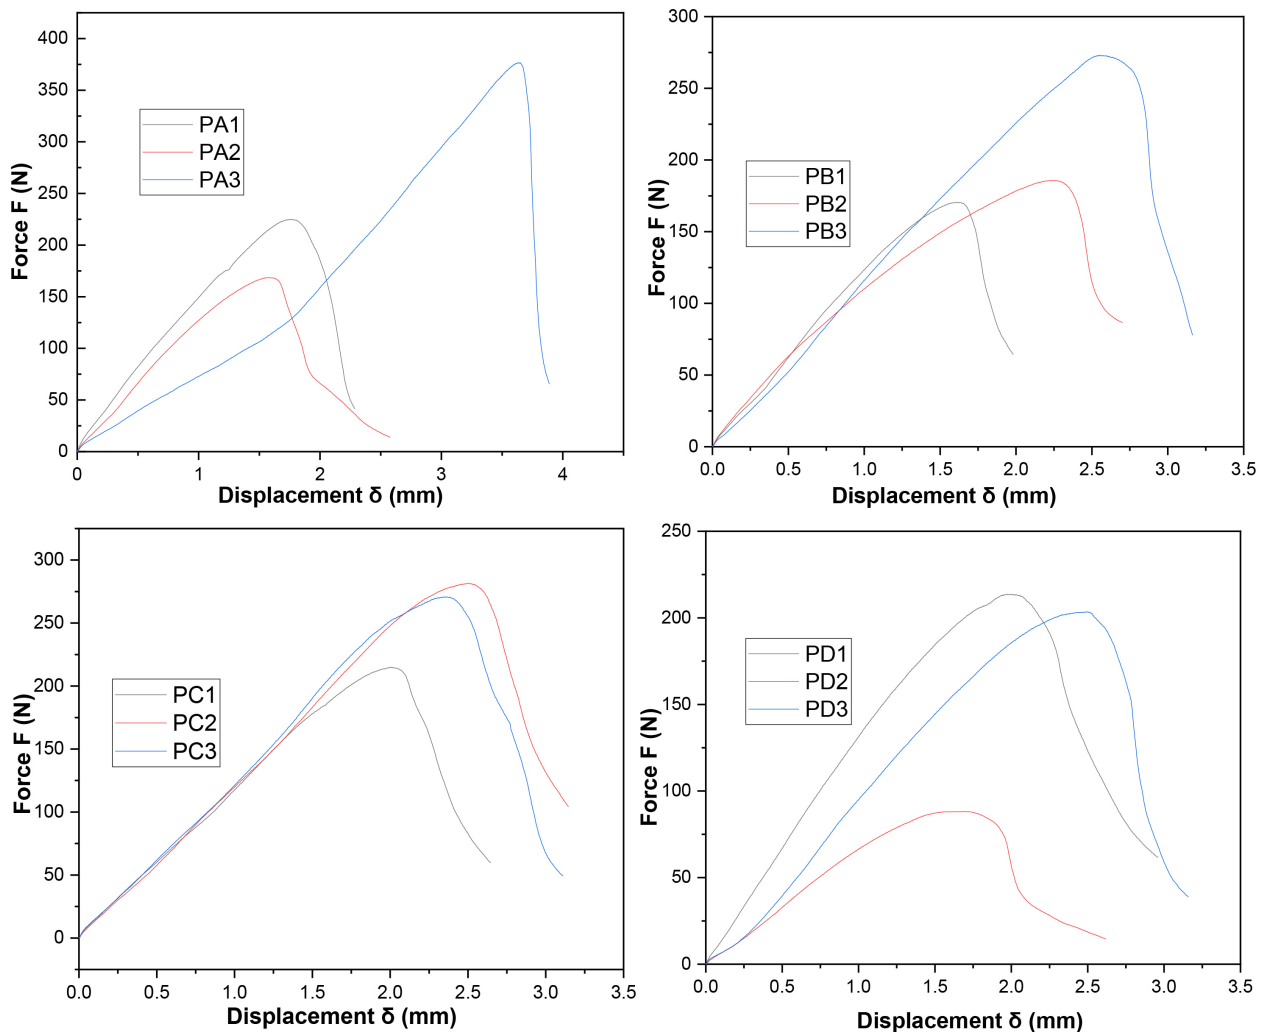 400
350
300
250
200
150
100
50
0
Force F (N)
PA1
PA2
PA3
0 1 2 3 4
Displacement δ (mm)
300
250
200
150
100
50
0
Force F (N)
PB1
PB2
PB3
0.0 0.5 1.0 1.5 2.0 2.5 3.0 3.5
Displacement δ (mm)
300
250
200
150
100
50
0
Force F (N)
PC1
PC2
PC3
0.0 0.5 1.0 1.5 2.0 2.5 3.0 3.5
Displacement δ (mm)
250
200
150
100
50
0
Force F (N)
PD1
PD2
PD3
0.0 0.5 1.0 1.5 2.0 2.5 3.0 3.5
Displacement δ (mm)